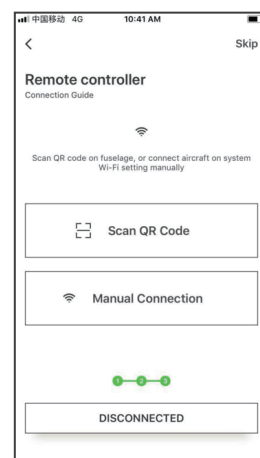 中国移动 4G 10:41 AM
Skip
Remote controller
Connection Guide
Scan QR code on fuselage, or connect aircraft on system
Wi-Fi setting manually
Scan QR Code
Manual Connection
1 2 3
DISCONNECTED